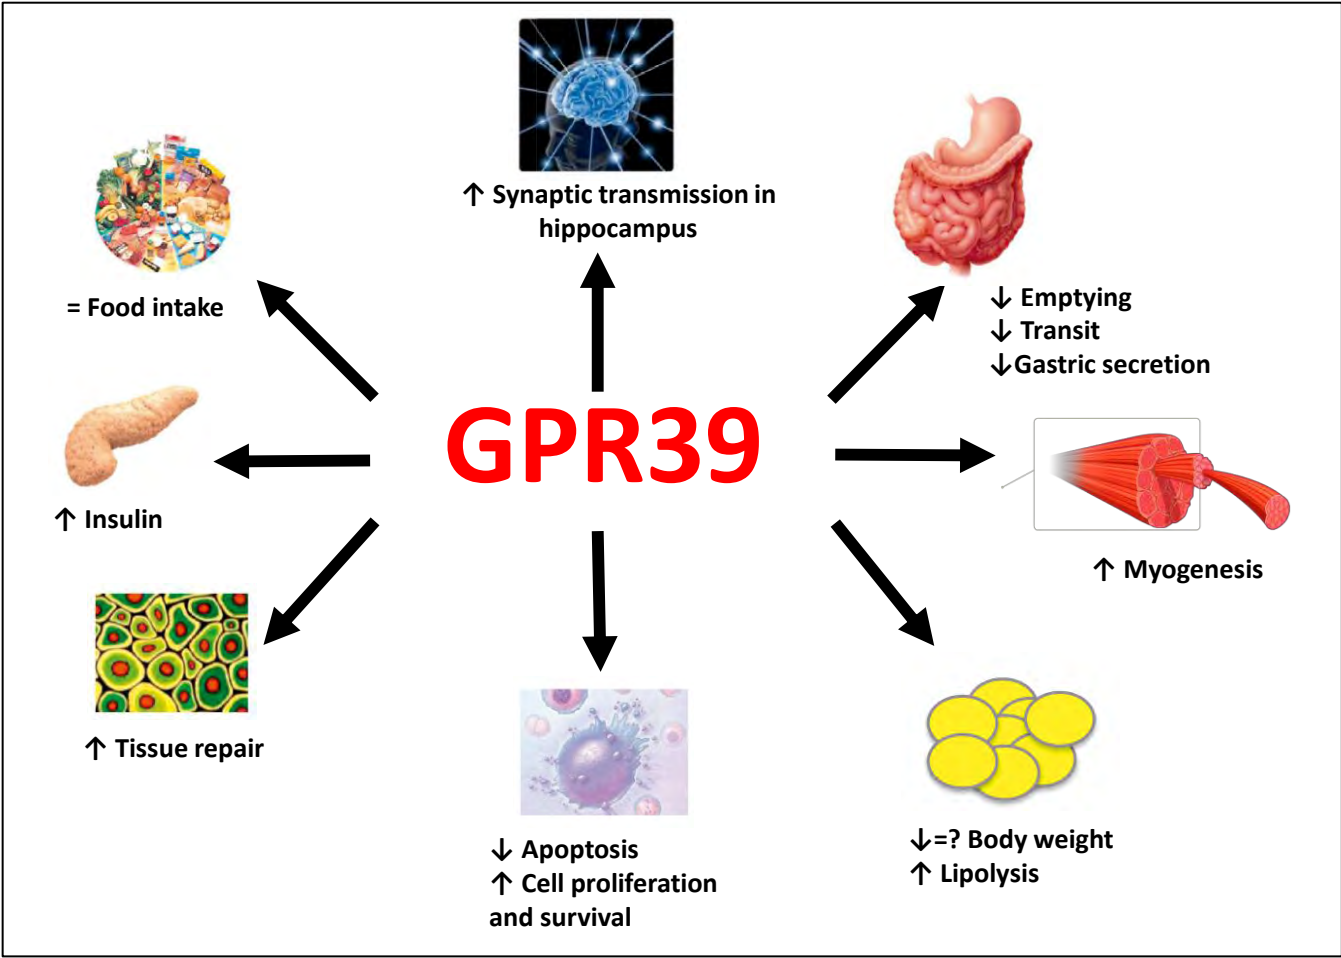 ↑ Synaptic transmission in
hippocampus
= Food intake
↓ Emptying
↓ Transit
↓Gastric secretion
GPR39
↑ Insulin
↑ Myogenesis
↑ Tissue repair
↓ Apoptosis
↑ Cell proliferation
and survival
↓=? Body weight
↑ Lipolysis